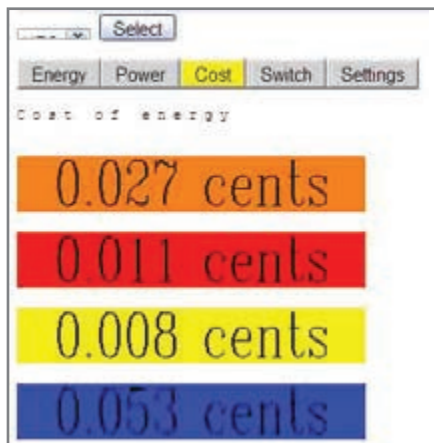 Select
Energy Power Cost Switch Settings
Cost of energy
0.027 cents
0.011 cents
0.008 cents
0.053 cents